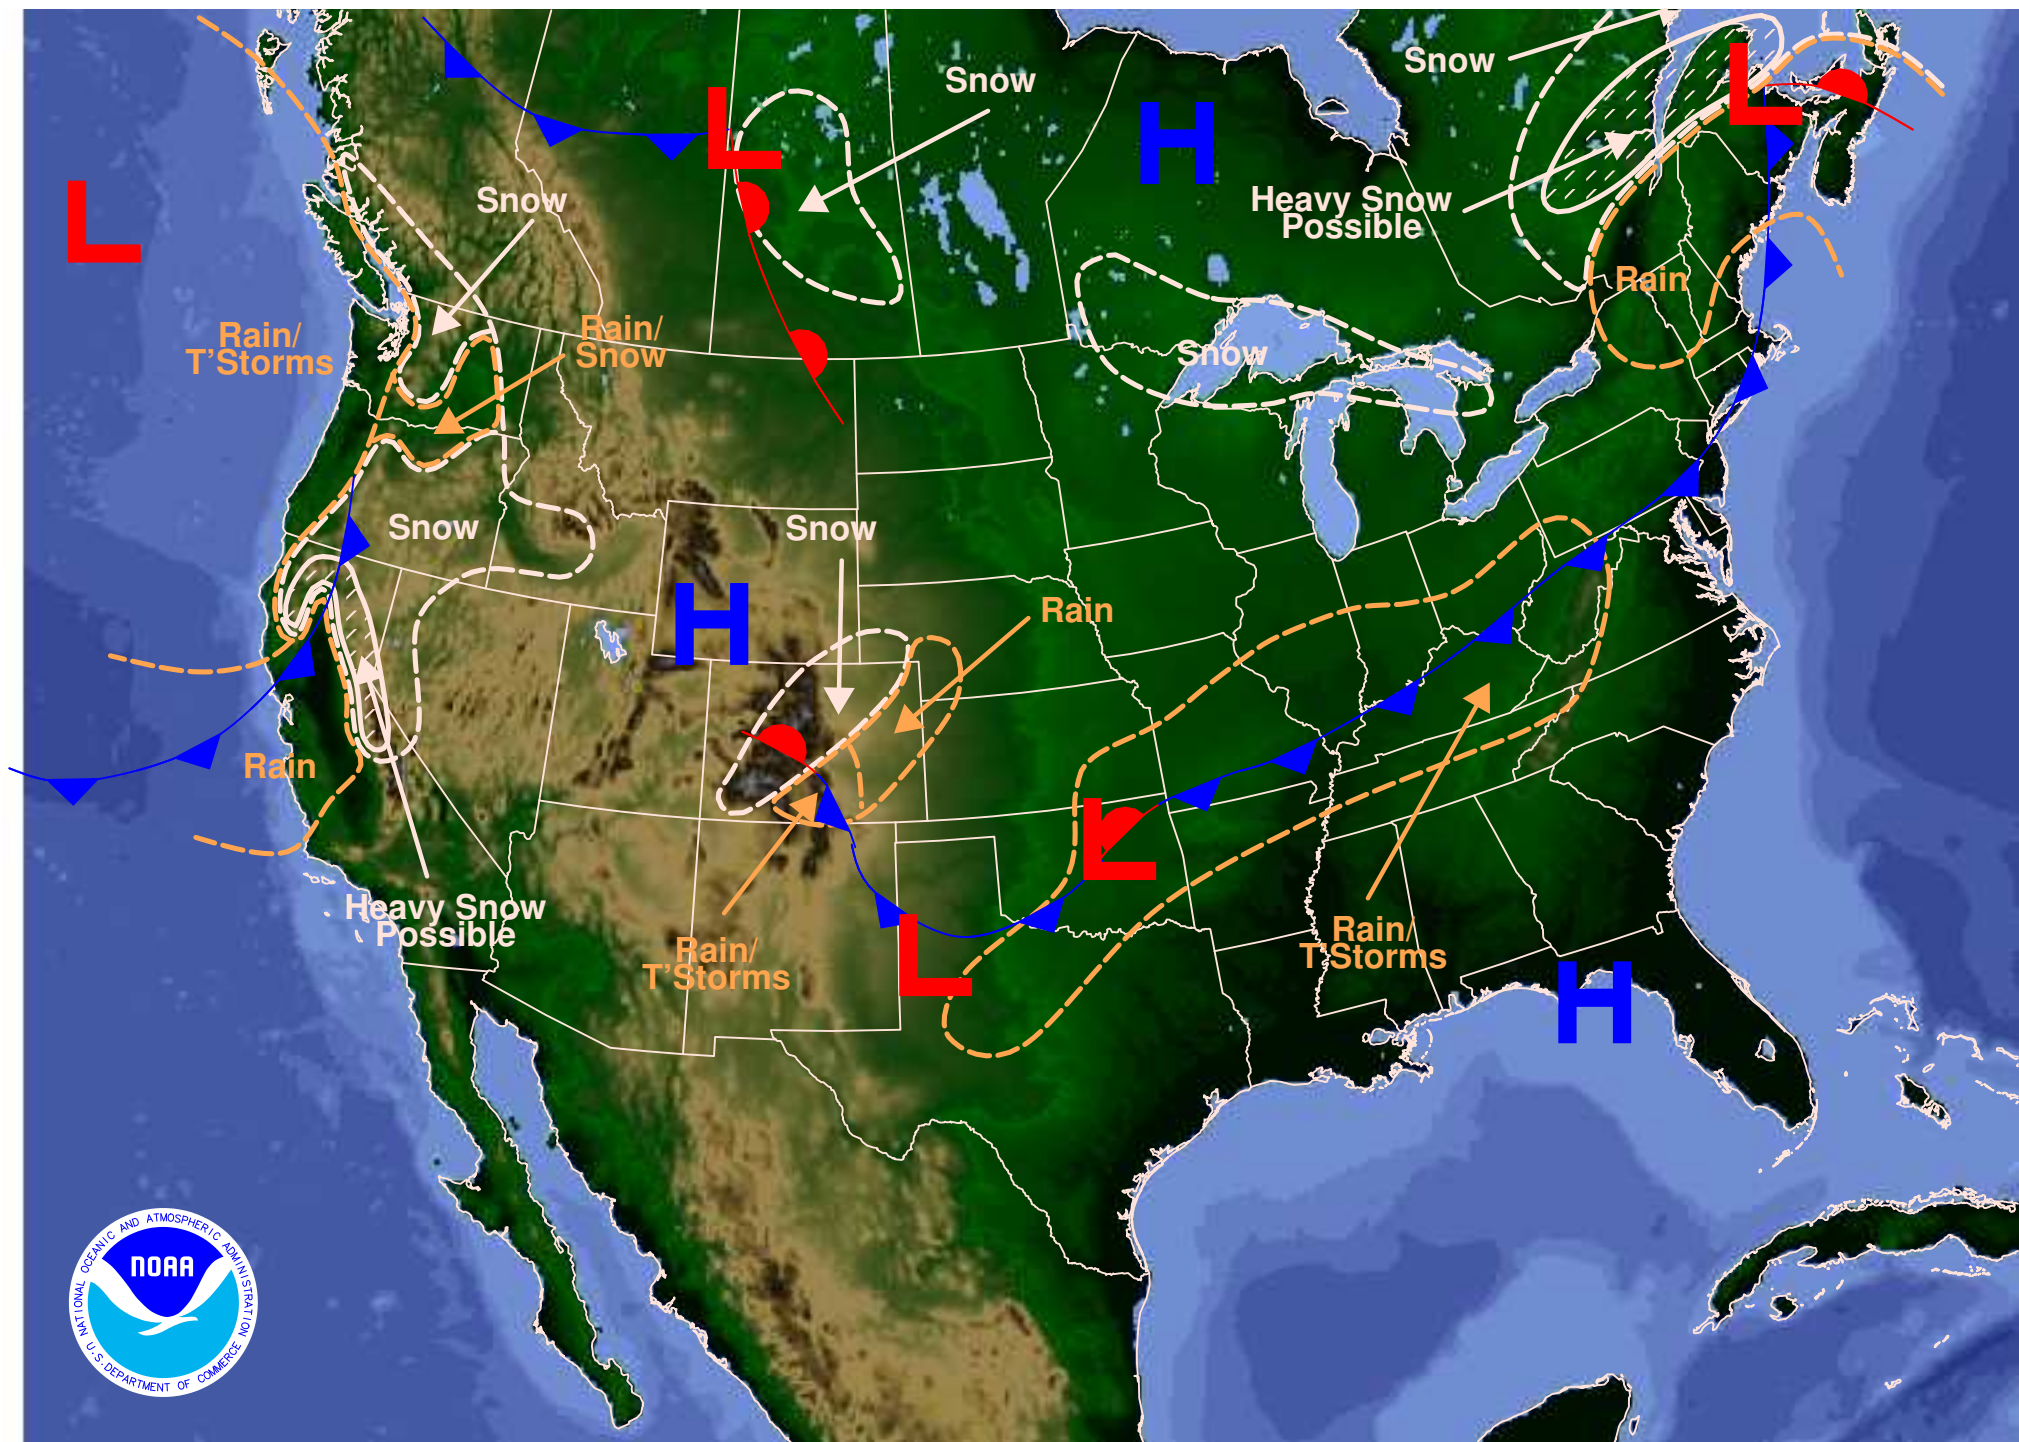 Snow
L
Snow
L
H
L
Snow
Heavy Snow
Possible
L
Rain
Rain/
T'Storms
Rain/
Snow
Snow
Snow
Snow
H
Rain
Rain
L
Heavy Snow
Possible
Rain/
T'Storms
L
Rain/
T'Storms
H
NATIONAL OCEANIC AND ATMOSPHERIC ADMINISTRATION
NOAA
U.S. DEPARTMENT OF COMMERCE